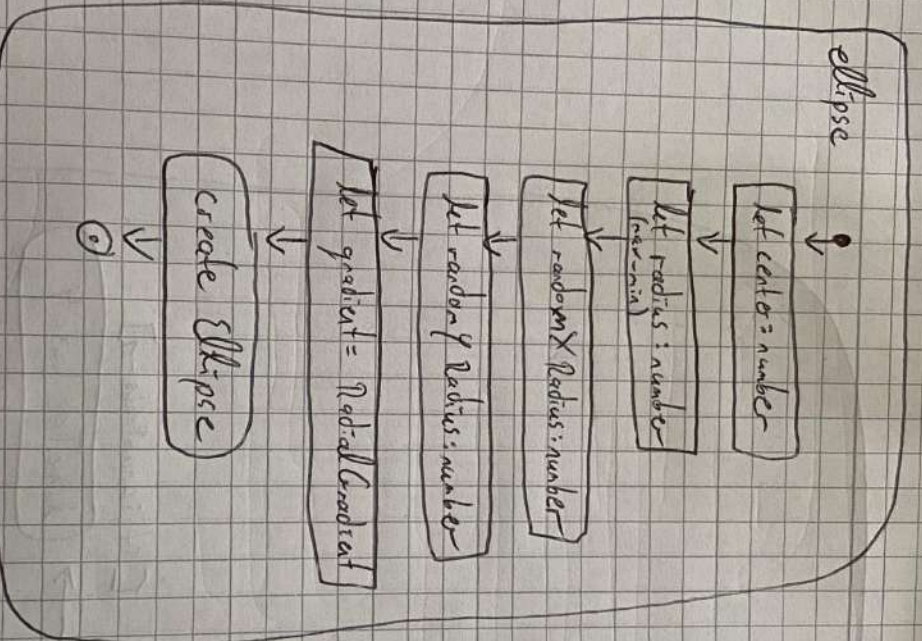 ellipse
let center : number
let radius : number
(max-min)
let randomX Radius : number
let randomY Radius : number
let gradient = RadialGradient
create Ellipse